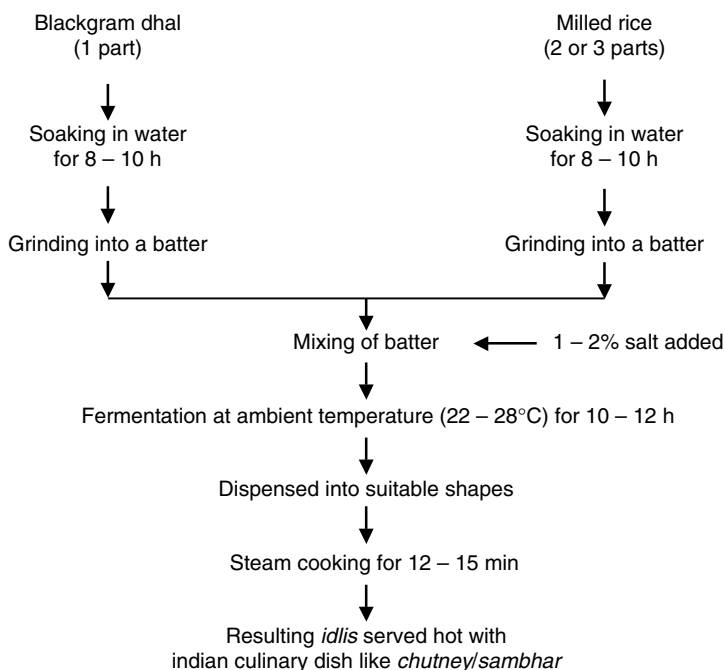 Blackgram dhal
(1 part)
Milled rice
(2 or 3 parts)
Soaking in water
for 8 – 10 h
Soaking in water
for 8 – 10 h
Grinding into a batter
Grinding into a batter
Mixing of batter
1 – 2% salt added
Fermentation at ambient temperature (22 – 28°C) for 10 – 12 h
Dispensed into suitable shapes
Steam cooking for 12 – 15 min
Resulting idlis served hot with
indian culinary dish like chutney/sambhar